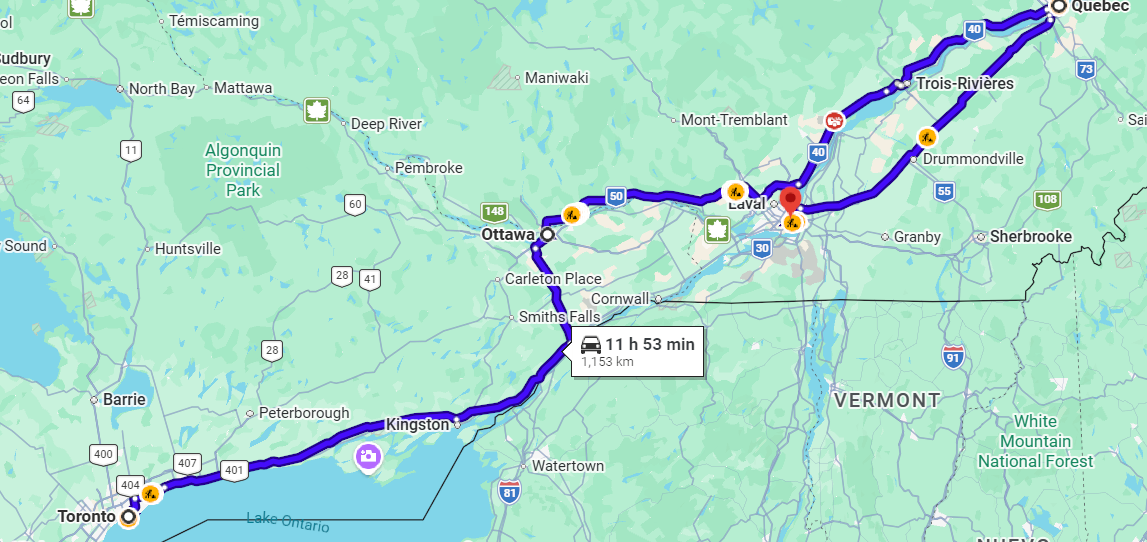 Quebec
40
Témiscaming
73
Sudbury
eon Falls
64
North Bay
Mattawa
Maniwaki
Trois-Rivières
Deep River
Mont-Tremblant
Sai
11
40
Algonquin
Provincial
Park
Pembroke
Drummondville
55
108
60
148
50
Laval
Ottawa
Sound
Huntsville
30
Granby
Sherbrooke
28
41
Carleton Place
Cornwall
Smiths Falls
11 h 53 min
1,153 km
28
91
Barrie
VERMONT
Peterborough
Kingston
White
Mountain
National Forest
400
407
401
Watertown
404
81
Toronto
Lake Ontario
NUEVO